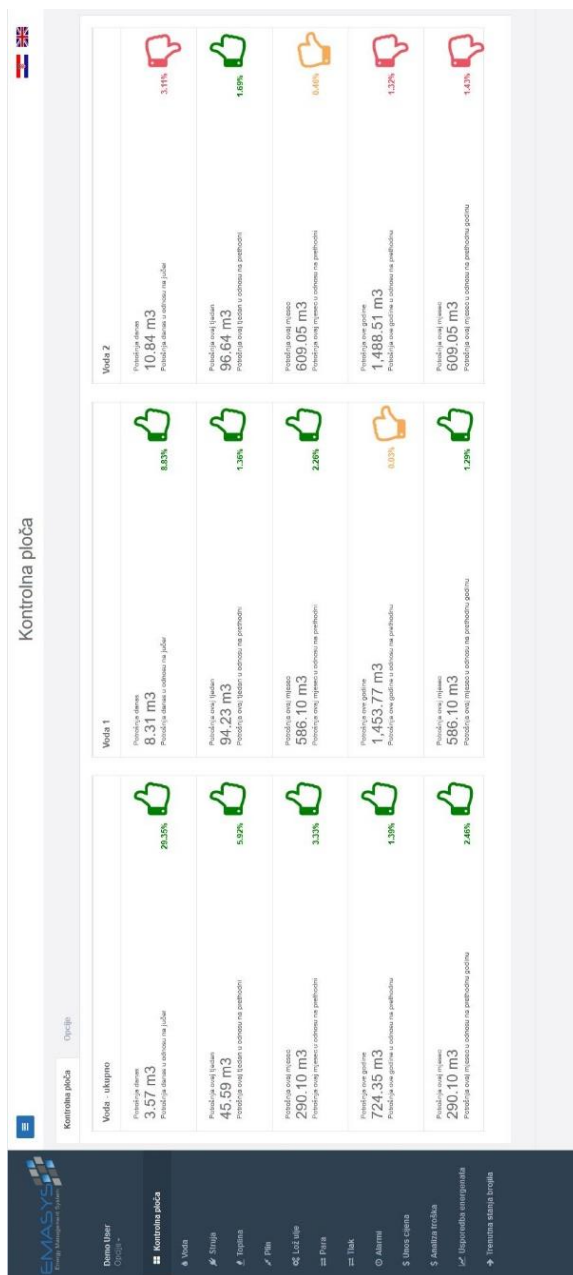 EMASYS
Energy Management System
Demo User
Opcije
Kontrolna ploča
Voda
Struja
Toplina
Plin
Lož ulje
Para
Tlak
Alarmi
$ Unos cijena
$ Analiza troška
Usporedba energenata
Trenutna stanja brojila
Kontrolna ploča
Kontrolna ploča
Opcije
Voda - ukupno
Potrošnja danas
3.57 m3
Potrošnja danas u odnosu na jučer
29.35%
Potrošnja ovaj tjedan
45.59 m3
Potrošnja ovaj tjedan u odnosu na prethodni
5.92%
Potrošnja ovaj mjesec
290.10 m3
Potrošnja ovaj mjesec u odnosu na prethodni
3.33%
Potrošnja ove godine
724.35 m3
Potrošnja ove godine u odnosu na prethodnu
1.39%
Potrošnja ovaj mjesec
290.10 m3
Potrošnja ovaj mjesec u odnosu na prethodnu godinu
2.46%
Voda 1
Potrošnja danas
8.31 m3
Potrošnja danas u odnosu na jučer
8.83%
Potrošnja ovaj tjedan
94.23 m3
Potrošnja ovaj tjedan u odnosu na prethodni
1.36%
Potrošnja ovaj mjesec
586.10 m3
Potrošnja ovaj mjesec u odnosu na prethodni
2.26%
Potrošnja ove godine
1,453.77 m3
Potrošnja ove godine u odnosu na prethodnu
0.03%
Potrošnja ovaj mjesec
586.10 m3
Potrošnja ovaj mjesec u odnosu na prethodnu godinu
1.29%
Voda 2
Potrošnja danas
10.84 m3
Potrošnja danas u odnosu na jučer
3.11%
Potrošnja ovaj tjedan
96.64 m3
Potrošnja ovaj tjedan u odnosu na prethodni
1.69%
Potrošnja ovaj mjesec
609.05 m3
Potrošnja ovaj mjesec u odnosu na prethodni
0.46%
Potrošnja ove godine
1,488.51 m3
Potrošnja ove godine u odnosu na prethodnu
1.32%
Potrošnja ovaj mjesec
609.05 m3
Potrošnja ovaj mjesec u odnosu na prethodnu godinu
1.43%